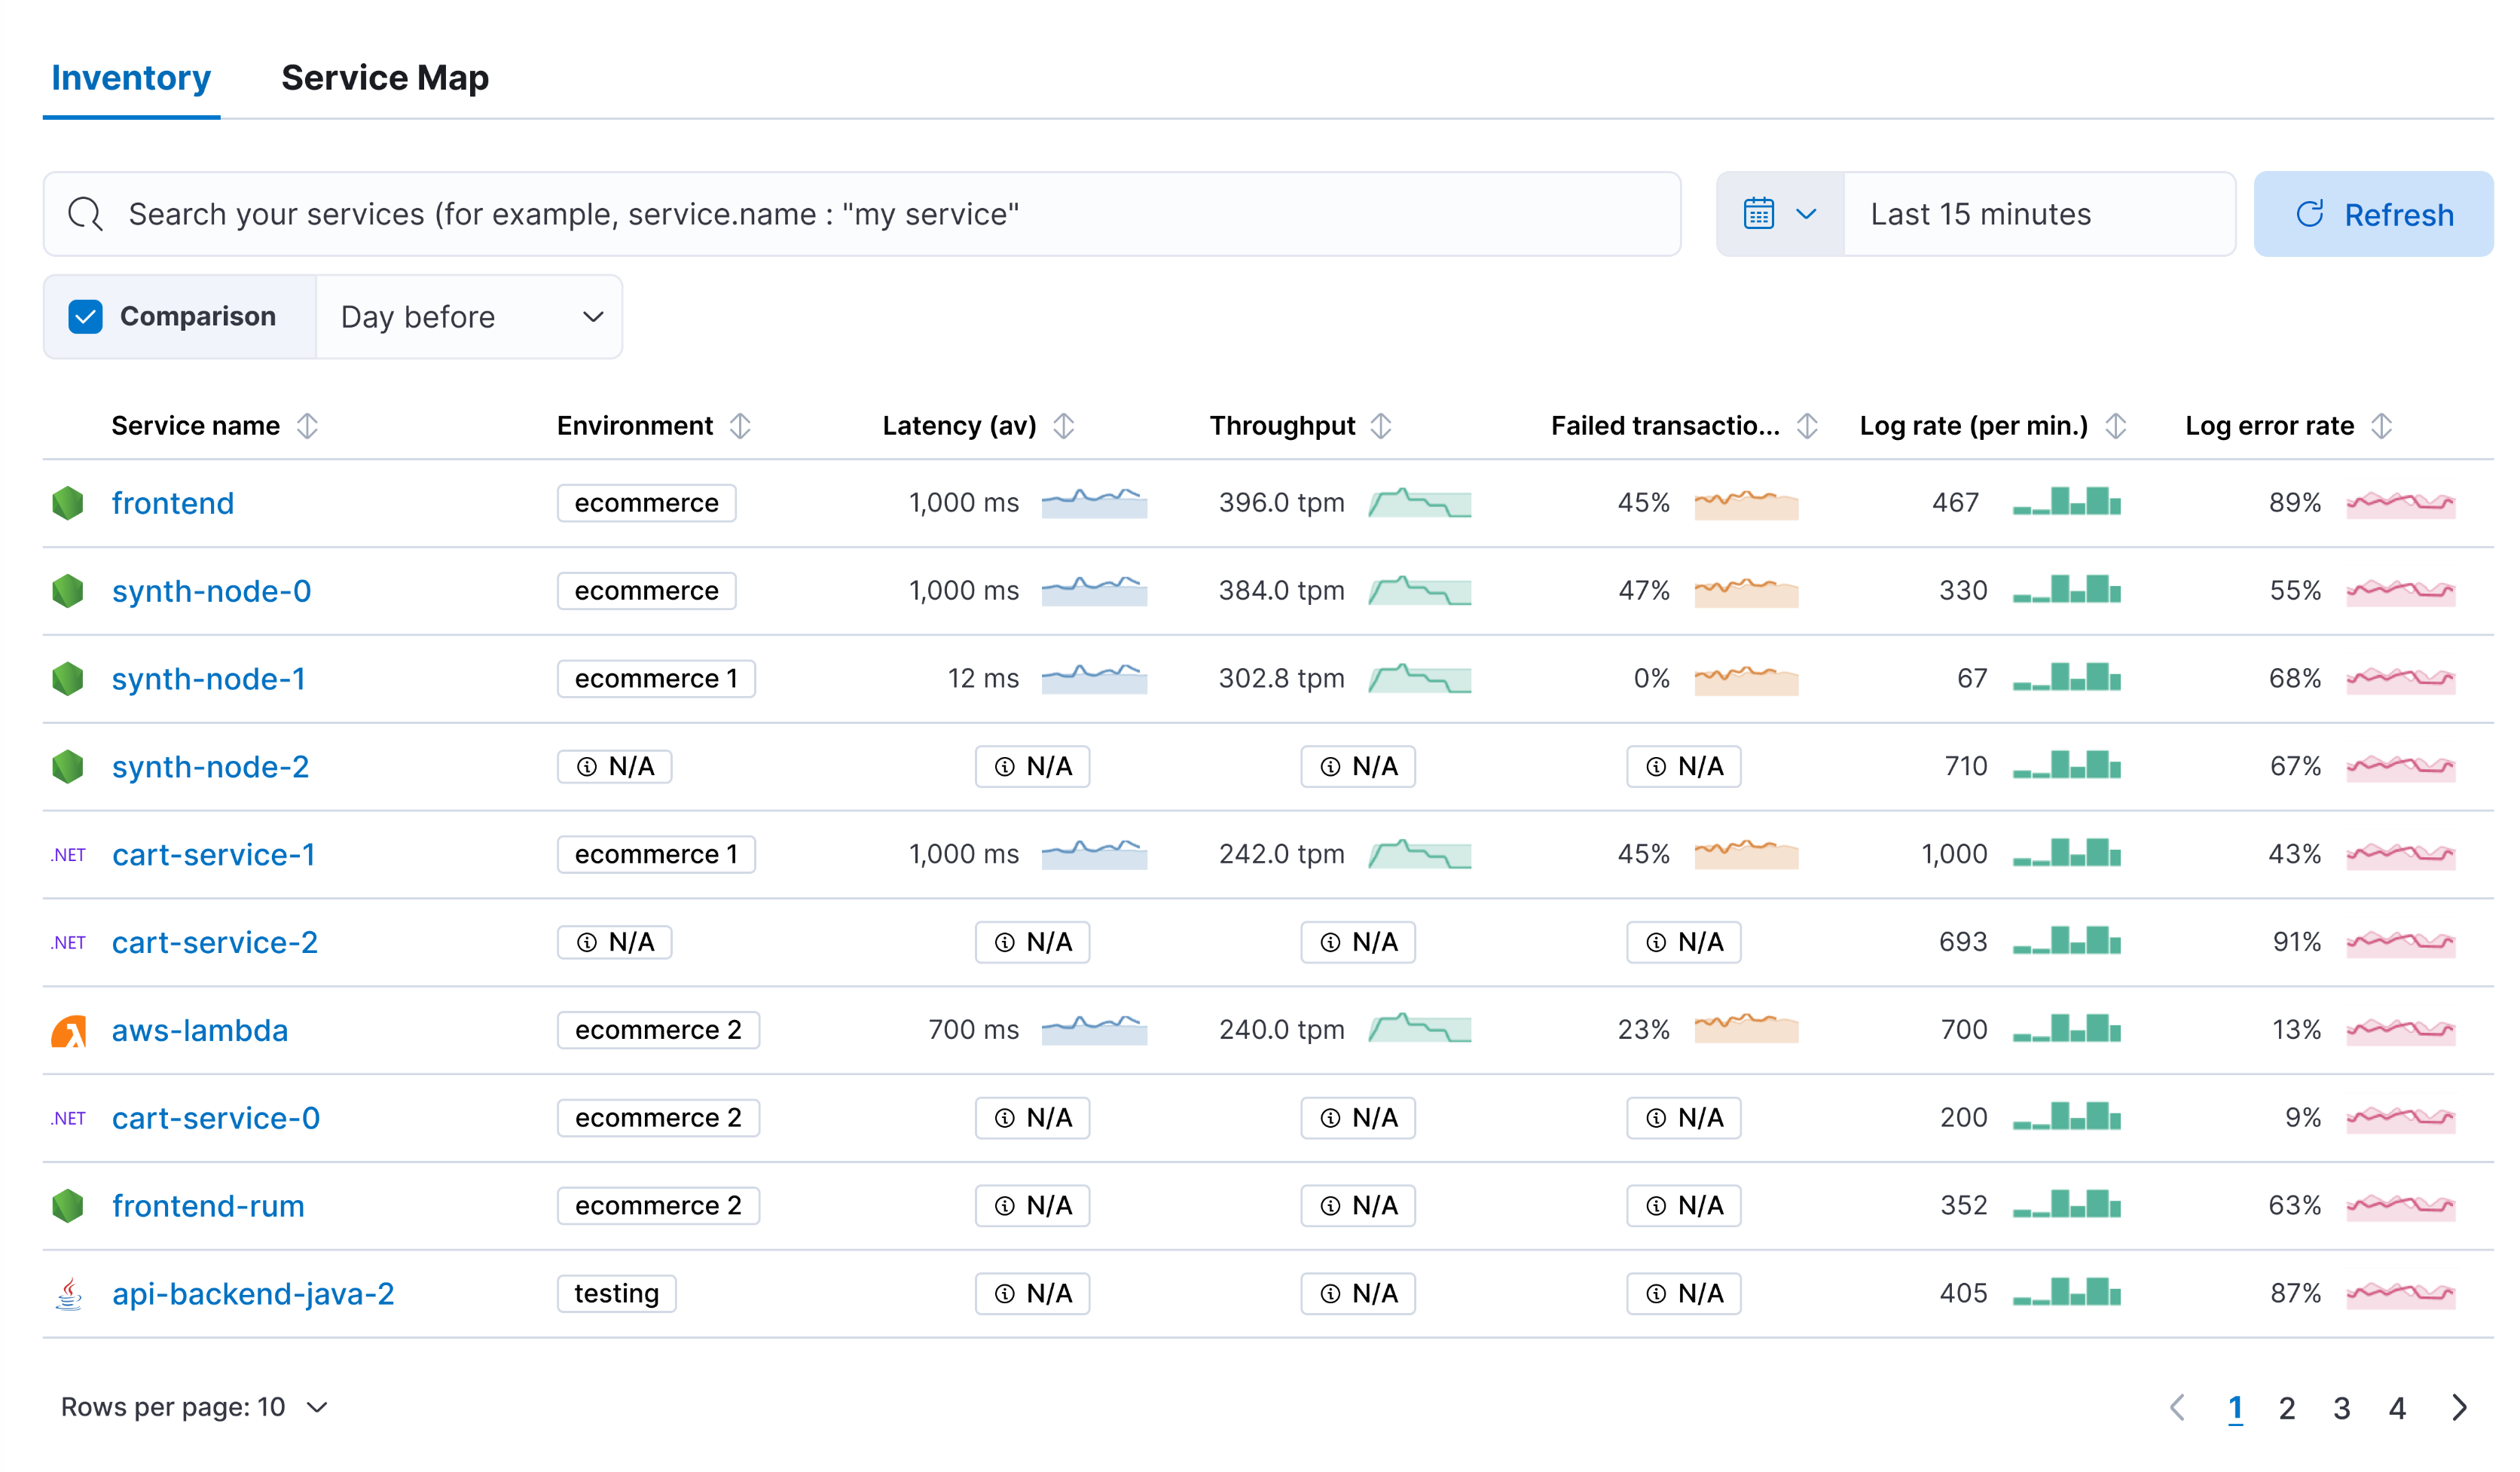 Inventory Service Map
Search your services (for example, service.name : "my service" Last 15 minutes Refresh
Comparison Day before
Service name Environment Latency (av) Throughput Failed transactio... Log rate (per min.) Log error rate
frontend ecommerce 1,000 ms 396.0 tpm 45% 467 89%
synth-node-0 ecommerce 1,000 ms 384.0 tpm 47% 330 55%
synth-node-1 ecommerce 1 12 ms 302.8 tpm 0% 67 68%
synth-node-2 N/A N/A N/A N/A 710 67%
.NET cart-service-1 ecommerce 1 1,000 ms 242.0 tpm 45% 1,000 43%
.NET cart-service-2 N/A N/A N/A N/A 693 91%
aws-lambda ecommerce 2 700 ms 240.0 tpm 23% 700 13%
.NET cart-service-0 ecommerce 2 N/A N/A N/A 200 9%
frontend-rum ecommerce 2 N/A N/A N/A 352 63%
api-backend-java-2 testing N/A N/A N/A 405 87%
Rows per page: 10 1 2 3 4